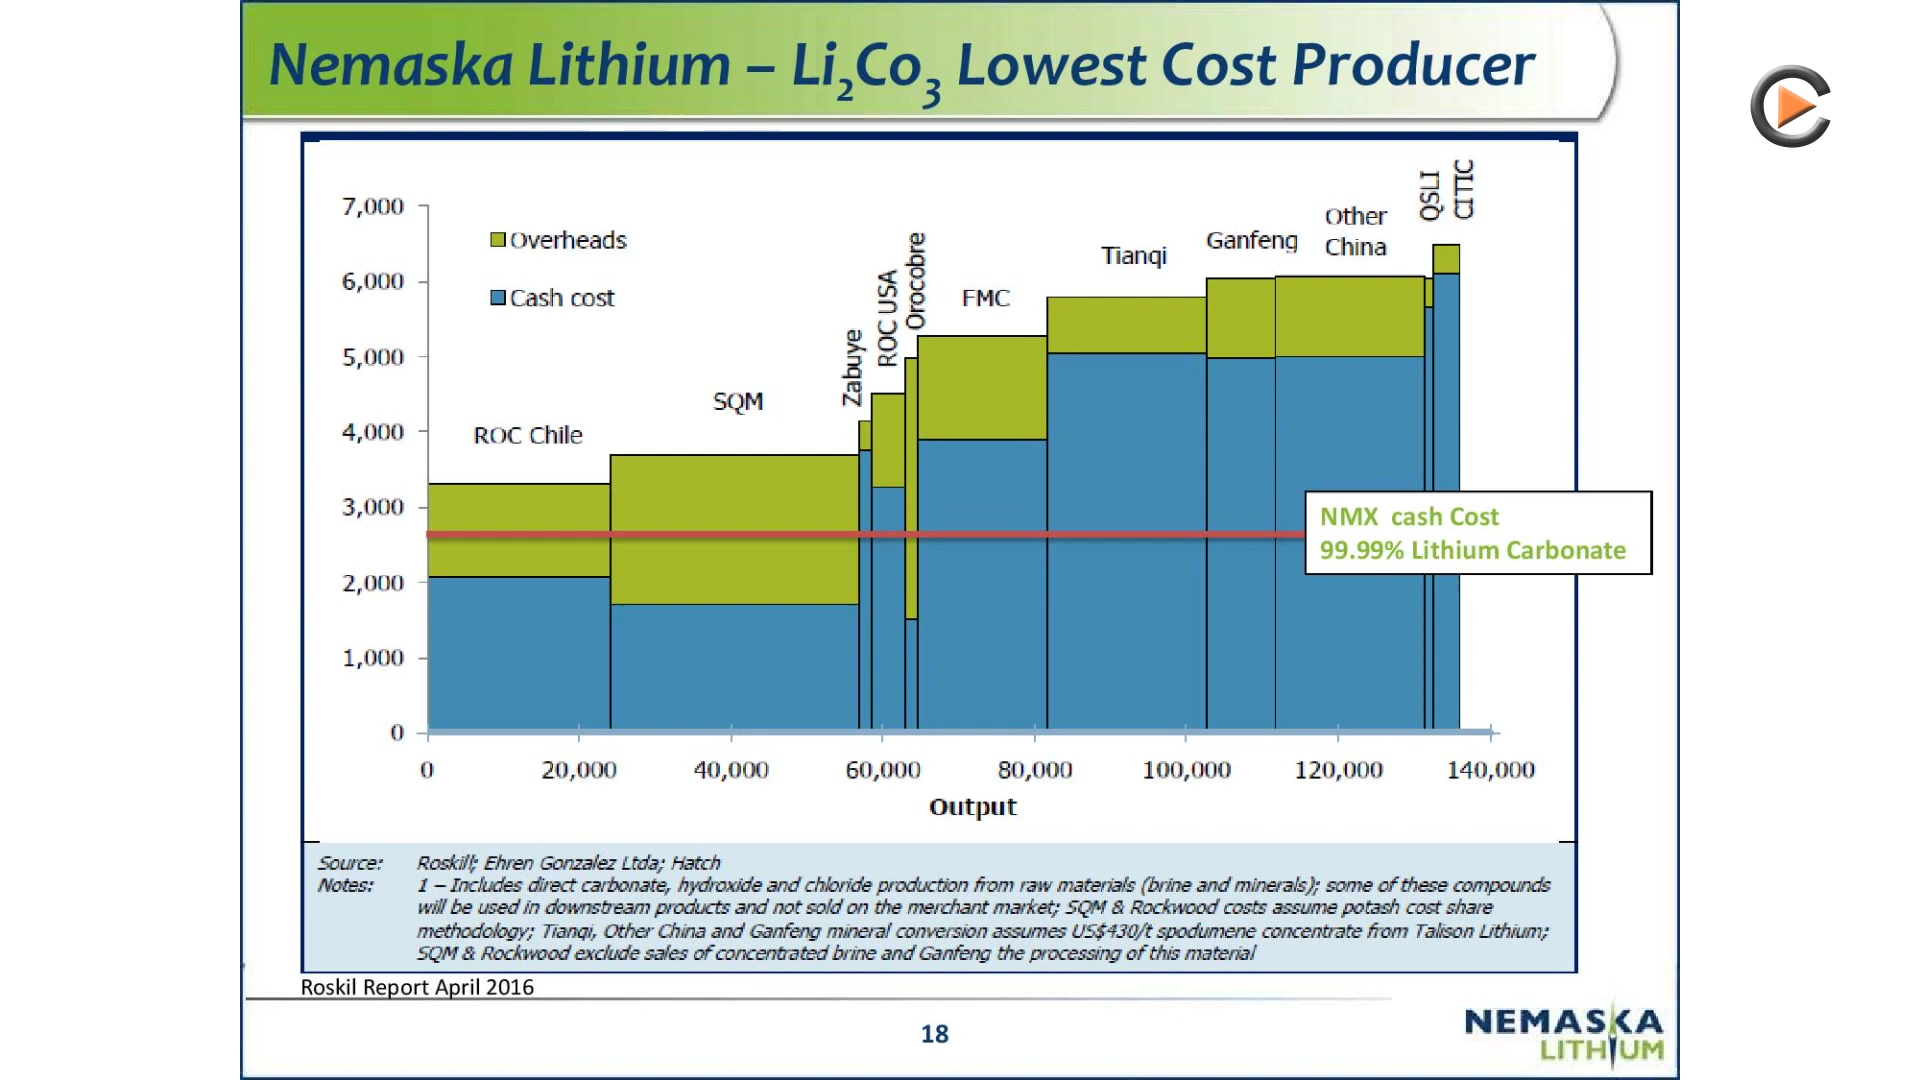 Nemaska Lithium – Li2Co3 Lowest Cost Producer
7,000
6,000
5,000
4,000
3,000
2,000
1,000
0
Overheads
Cash cost
ROC Chile
SQM
Zabuye
ROC USA
Orocobre
FMC
Tianqi
Ganfeng
Other
China
QSLI
CITIC
NMX cash Cost
99.99% Lithium Carbonate
0 20,000 40,000 60,000 80,000 100,000 120,000 140,000
Output
Source: Roskill; Ehren Gonzalez Ltda; Hatch
Notes: 1 – Includes direct carbonate, hydroxide and chloride production from raw materials (brine and minerals); some of these compounds
will be used in downstream products and not sold on the merchant market; SQM & Rockwood costs assume potash cost share
methodology; Tianqi, Other China and Ganfeng mineral conversion assumes US$430/t spodumene concentrate from Talison Lithium;
SQM & Rockwood exclude sales of concentrated brine and Ganfeng the processing of this material
Roskil Report April 2016
18
NEMASKA
LITHIUM